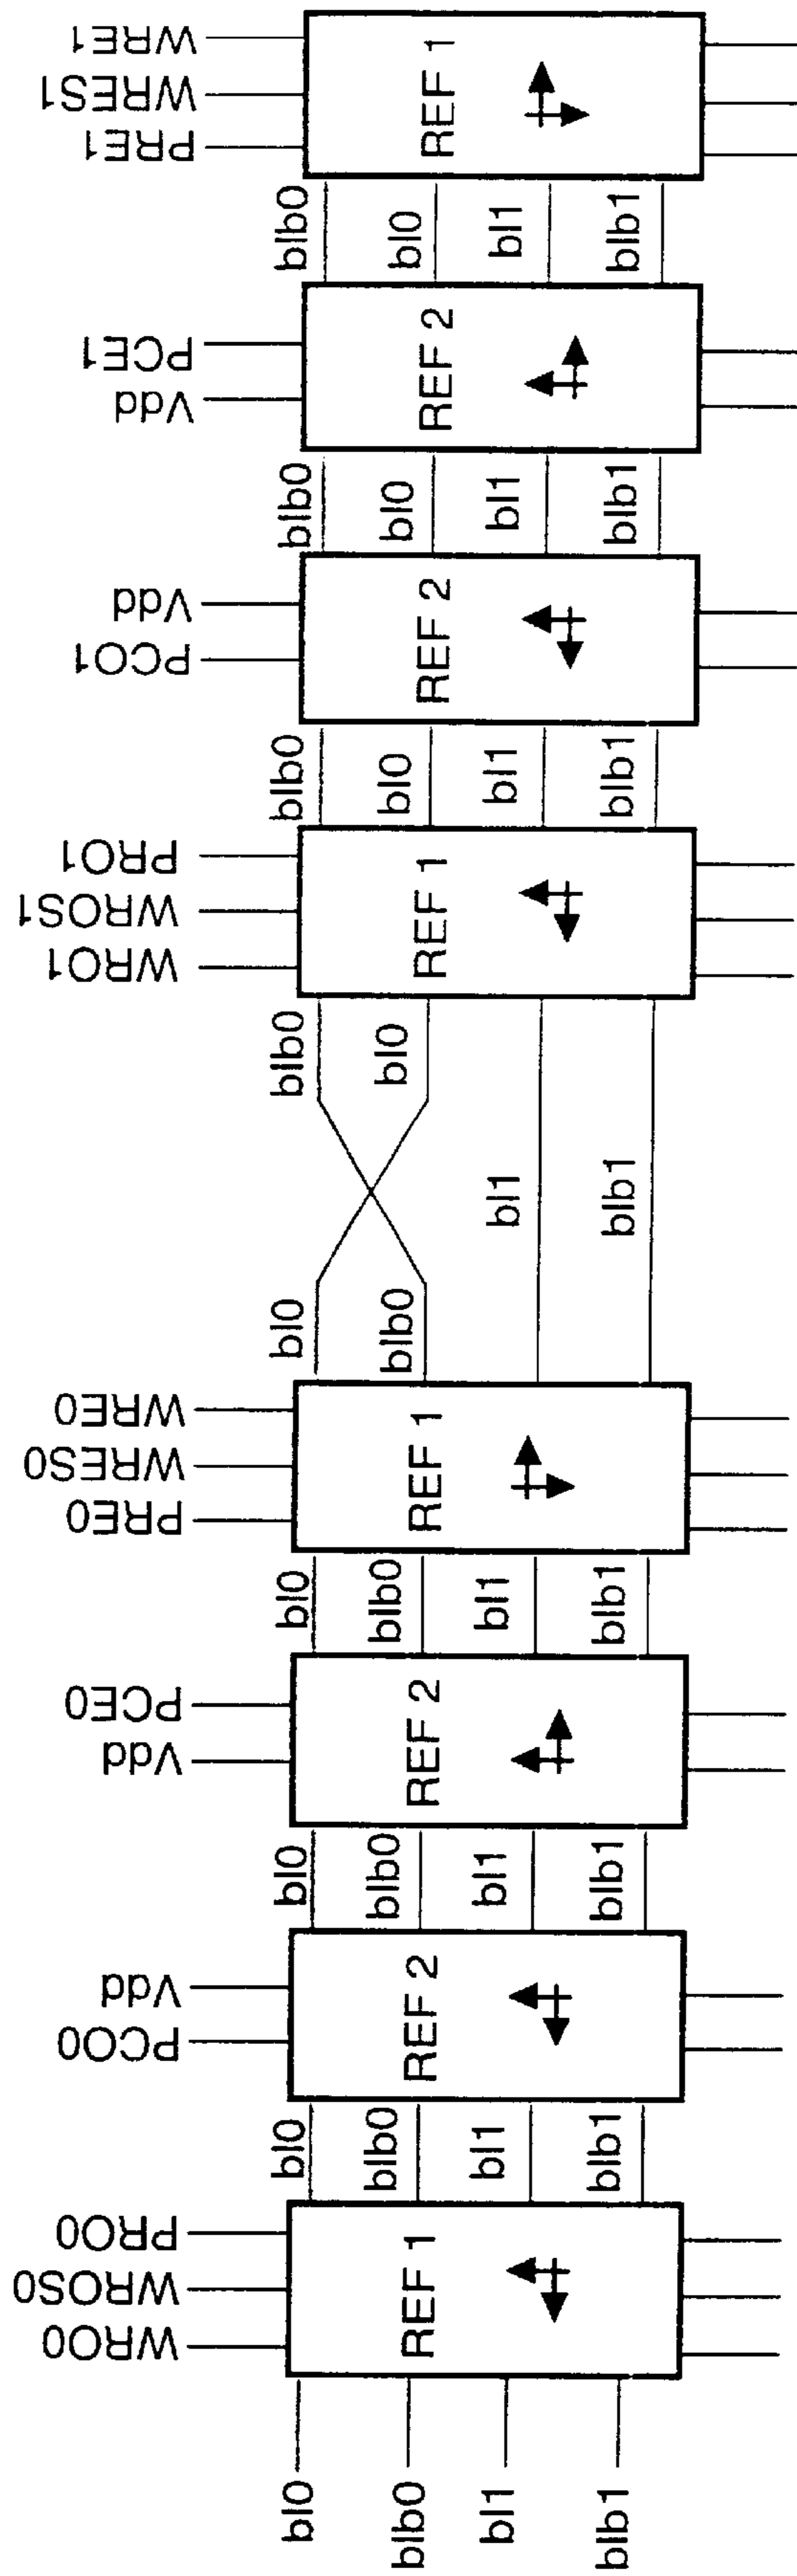 WRO0
WROS0
PRO0
PCO0
Vdd
Vdd
PCE0
PRE0
WRES0
WRE0
WRO1
WROS1
PRO1
PCO1
Vdd
Vdd
PCE1
PRE1
WRES1
WRE1
bl0
blb0
bl1
blb1
REF 1
bl0
blb0
bl1
blb1
REF 2
bl0
blb0
bl1
blb1
REF 2
bl0
blb0
bl1
blb1
REF 1
bl0
blb0
bl1
blb1
blb0
bl0
REF 1
blb0
bl0
bl1
blb1
REF 2
blb0
bl0
bl1
blb1
REF 2
blb0
bl0
bl1
blb1
REF 1